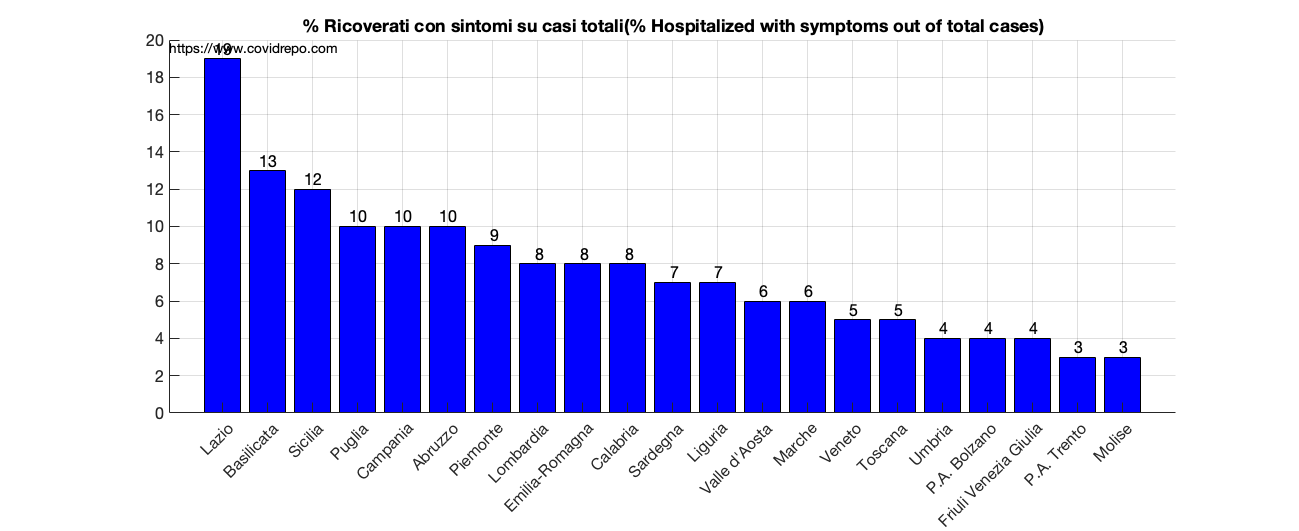 % Ricoverati con sintomi su casi totali(% Hospitalized with symptoms out of total cases)
https://www.covidrepo.com
20
18
16
14
12
10
8
6
4
2
0
19
13
12
10
10
10
9
8
8
8
7
7
6
6
5
5
4
4
4
3
3
Lazio
Basilicata
Sicilia
Puglia
Campania
Abruzzo
Piemonte
Lombardia
Emilia-Romagna
Calabria
Sardegna
Liguria
Valle d'Aosta
Marche
Veneto
Toscana
Umbria
P.A. Bolzano
Friuli Venezia Giulia
P.A. Trento
Molise